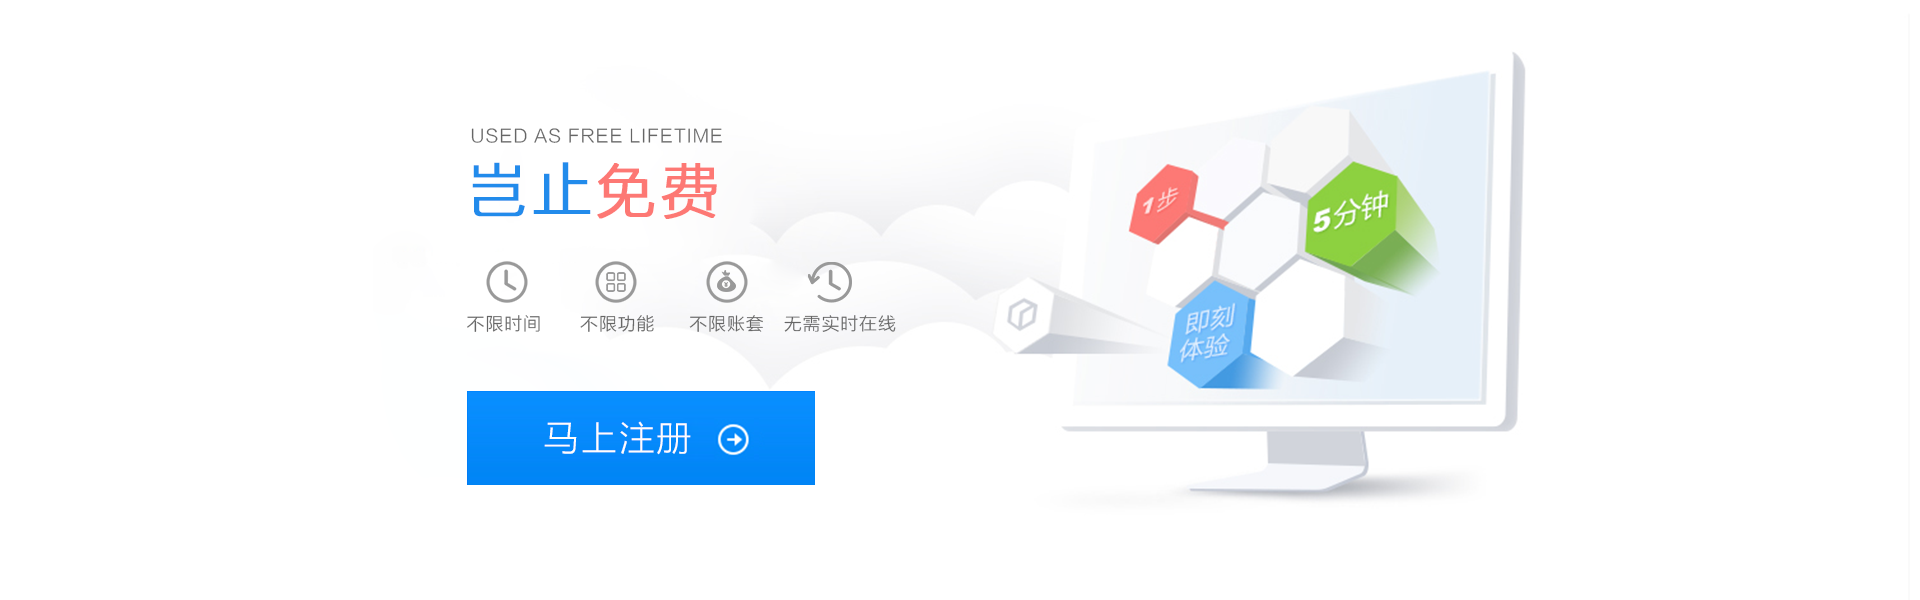 USED AS FREE LIFETIME
岂止免费
不限时间 不限功能 不限账套 无需实时在线
马上注册
1步
5分钟
即刻
体验